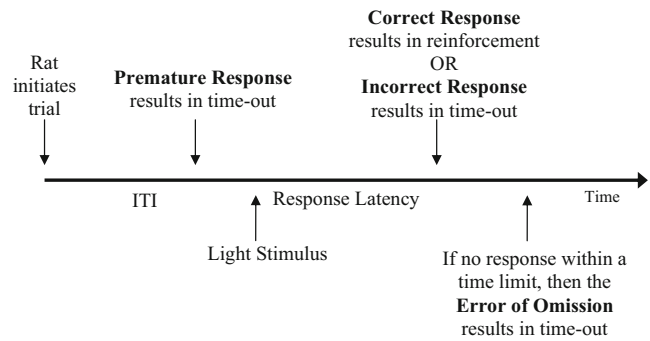 Rat
initiates
trial
Premature Response
results in time-out
Correct Response
results in reinforcement
OR
Incorrect Response
results in time-out
ITI
Response Latency
Time
Light Stimulus
If no response within a
time limit, then the
Error of Omission
results in time-out